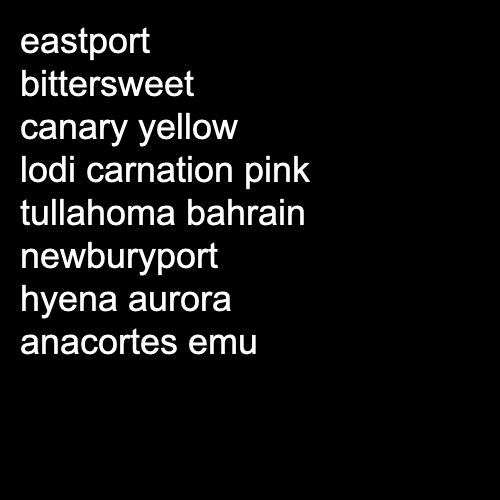 eastport
bittersweet
canary yellow
lodi carnation pink
tullahoma bahrain
newburyport
hyena aurora
anacortes emu